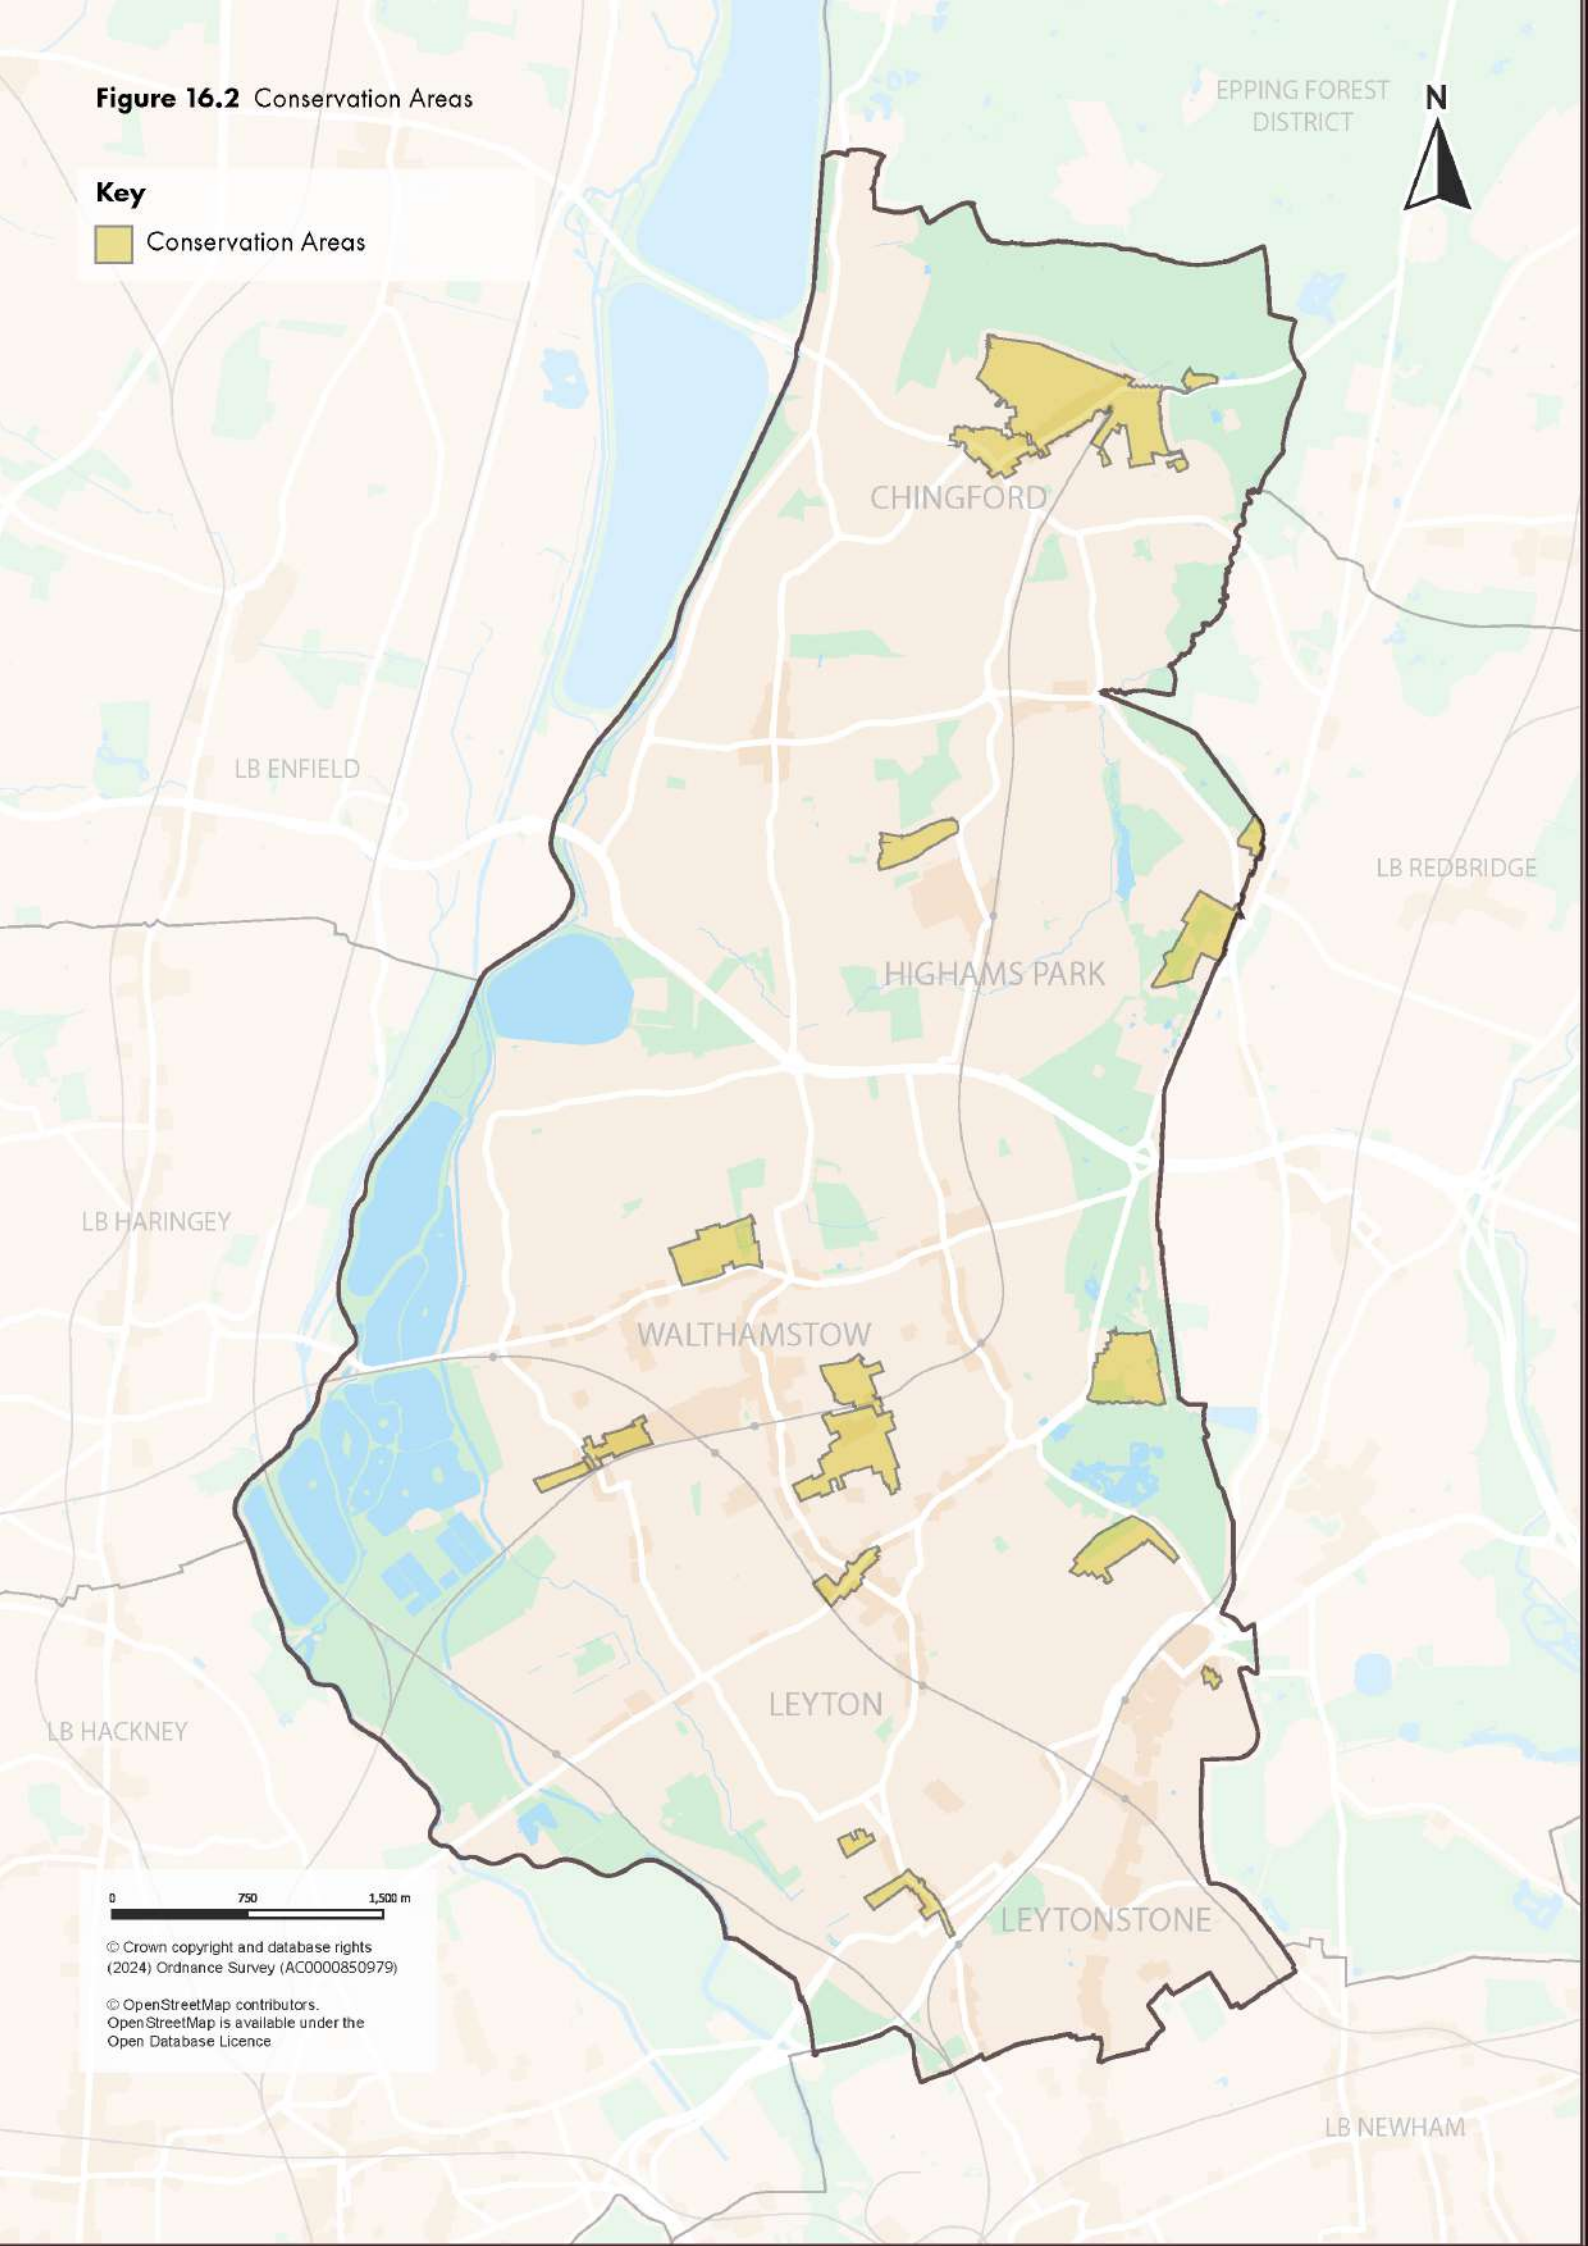 Figure 16.2 Conservation Areas
EPPING FOREST
DISTRICT
N
Key
Conservation Areas
CHINGFORD
LB ENFIELD
LB REDBRIDGE
HIGHAMS PARK
LB HARINGEY
WALTHAMSTOW
LEYTON
LB HACKNEY
0 750 1,500 m
LEYTONSTONE
© Crown copyright and database rights
(2024) Ordnance Survey (AC0000850979)
© OpenStreetMap contributors.
OpenStreetMap is available under the
Open Database Licence
LB NEWHAM